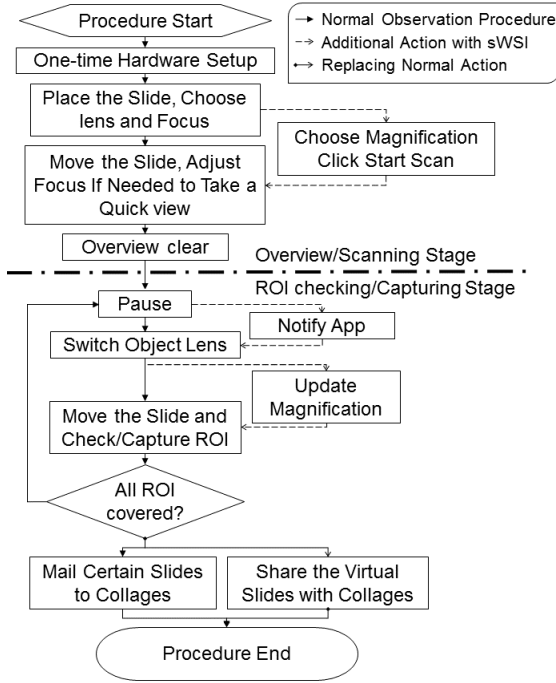 Procedure Start
Normal Observation Procedure
Additional Action with sWSI
Replacing Normal Action
One-time Hardware Setup
Place the Slide, Choose
lens and Focus
Choose Magnification
Click Start Scan
Move the Slide, Adjust
Focus If Needed to Take a
Quick view
Overview clear
Overview/Scanning Stage
ROI checking/Capturing Stage
Pause
Notify App
Switch Object Lens
Update
Magnification
Move the Slide and
Check/Capture ROI
All ROI
covered?
Mail Certain Slides
to Collages
Share the Virtual
Slides with Collages
Procedure End